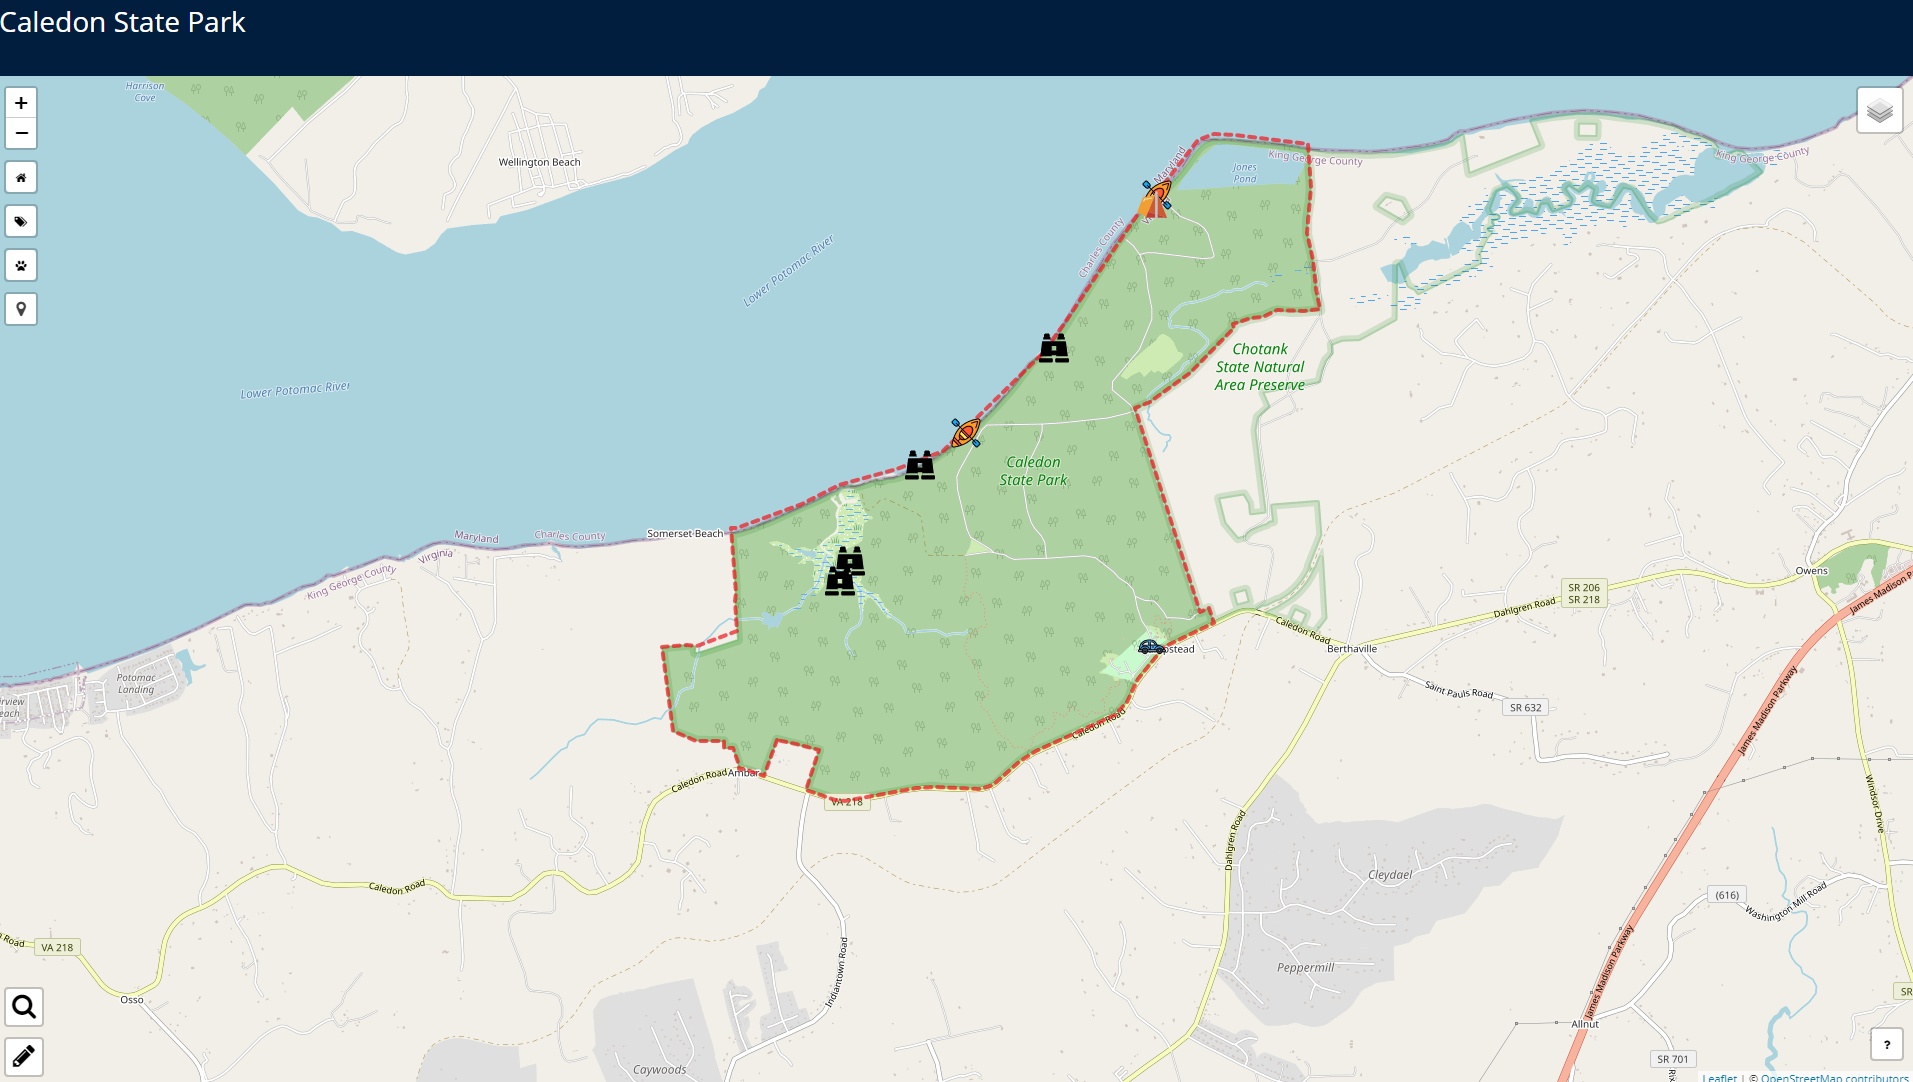 Caledon State Park
Harrison
Cove
+
−
Wellington Beach
Jones
Pond
Maryland
King George County
King George County
Charles County
Lower Potomac River
Lower Potomac River
Chotank
State Natural
Area Preserve
Caledon
State Park
Somerset Beach
Maryland
Charles County
Virginia
King George County
Owens
SR 206
SR 218
Dahlgren Road
James Madison P
Caledon Road
Berthaville
pstead
Potomac
Landing
irview
each
Saint Pauls Road
SR 632
James Madison Parkway
Caledon Road
Caledon Road
Ambar
VA 218
Windsor Drive
Dahlgren Road
Cleydael
Caledon Road
(616)
Washington Mill Road
n Road
VA 218
Indiantown Road
Peppermill
James Madison Parkway
SR
Osso
Allnut
?
SR 701
Caywoods
Leaflet | © OpenStreetMap contributors